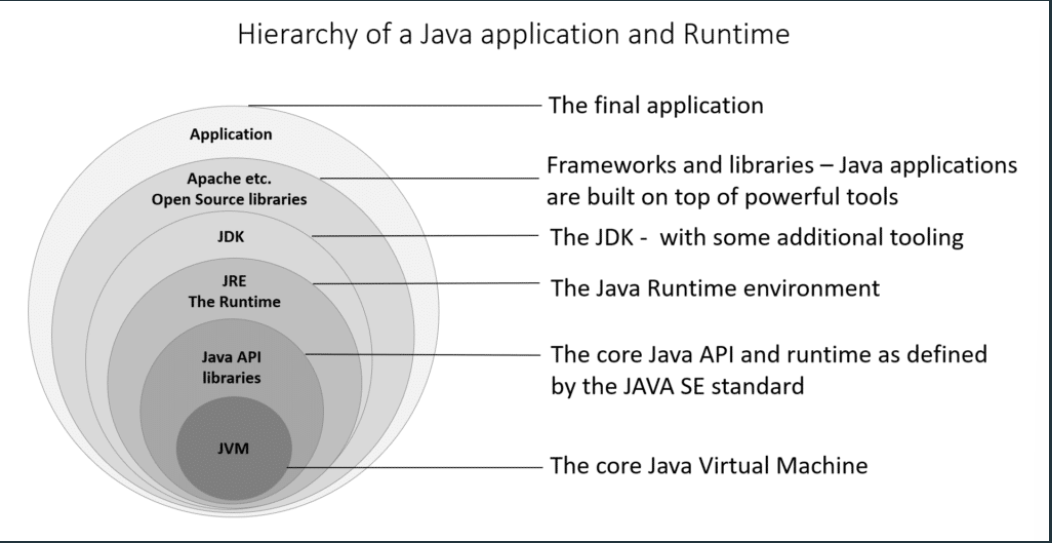 Hierarchy of a Java application and Runtime
Application
Apache etc.
Open Source libraries
JDK
JRE
The Runtime
Java API
libraries
JVM
The final application
Frameworks and libraries – Java applications
are built on top of powerful tools
The JDK -  with some additional tooling
The Java Runtime environment
The core Java API and runtime as defined
by the JAVA SE standard
The core Java Virtual Machine